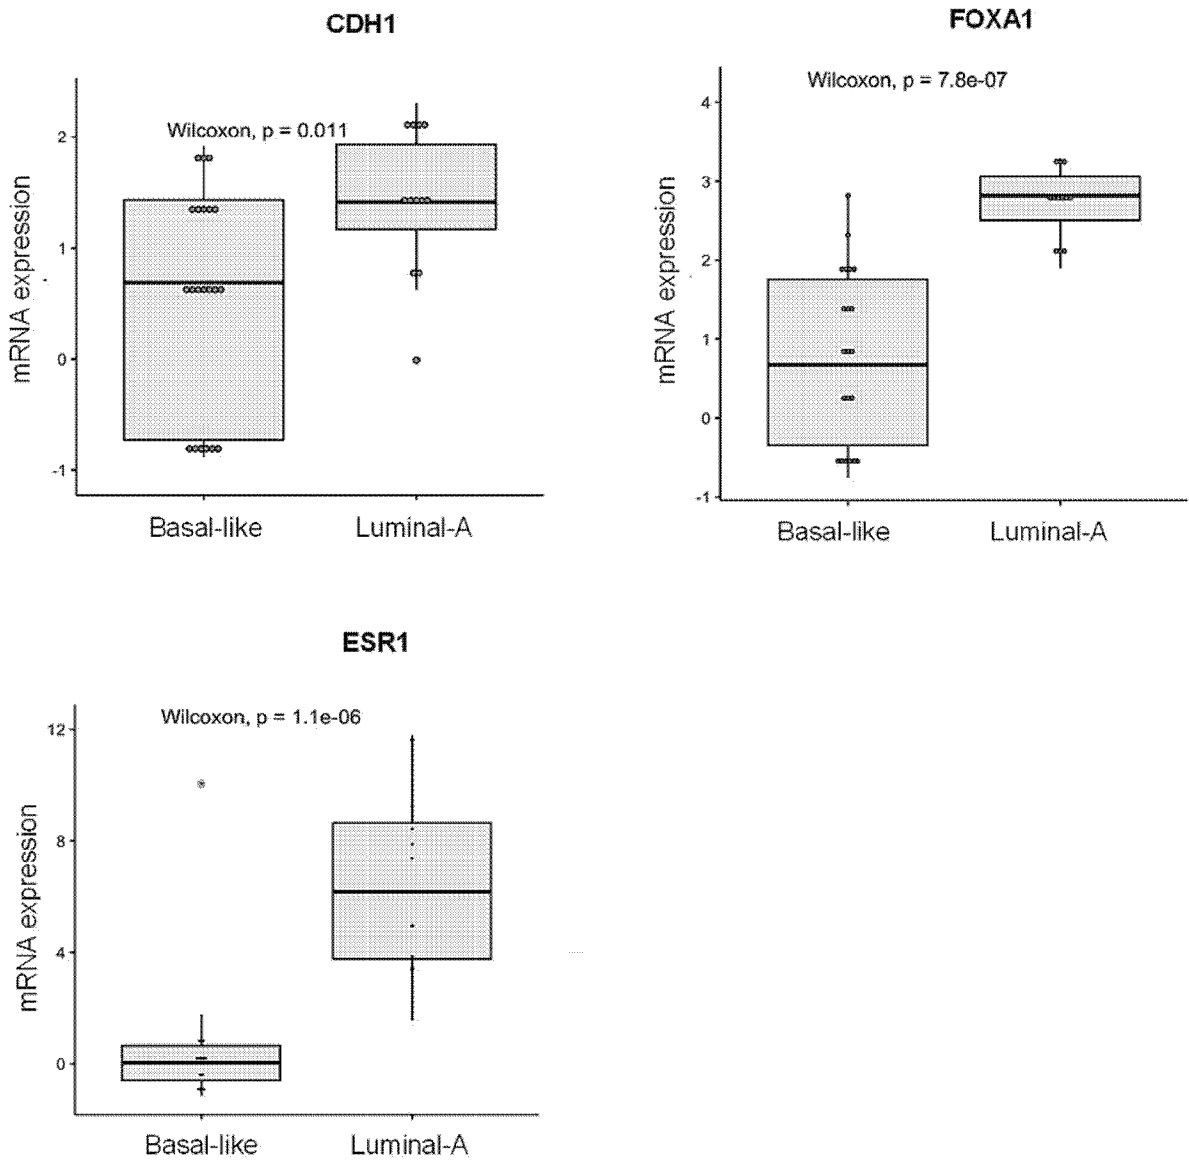 CDH1
Wilcoxon, p = 0.011
mRNA expression
2
1
0
-1
Basal-like
Luminal-A
FOXA1
Wilcoxon, p = 7.8e-07
mRNA expression
4
3
2
1
0
-1
Basal-like
Luminal-A
ESR1
Wilcoxon, p = 1.1e-06
mRNA expression
12
8
4
0
Basal-like
Luminal-A